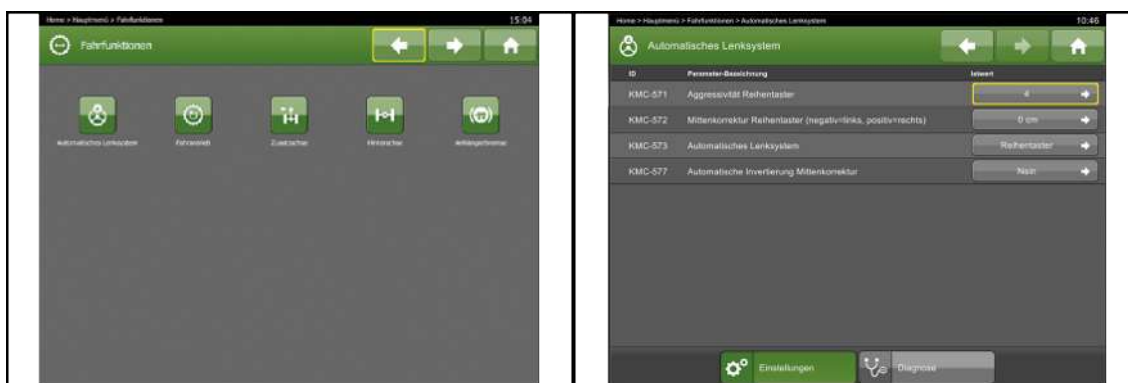 Home > Hauptmenü > Fahrfunktionen 15:04
Fahrfunktionen
Automatisches Lenksystem Fahrantrieb Zusatzachse Hinterachse Anhängerbremse
Home > Hauptmenü > Fahrfunktionen > Automatisches Lenksystem 10:46
Automatisches Lenksystem
ID Parameter-Bezeichnung Istwert
KMC-571 Aggressivität Reihentaster 4
KMC-572 Mittenkorrektur Reihentaster (negativ=links, positiv=rechts) 0 cm
KMC-573 Automatisches Lenksystem Reihentaster
KMC-577 Automatische Invertierung Mittenkorrektur Nein
Einstellungen Diagnose